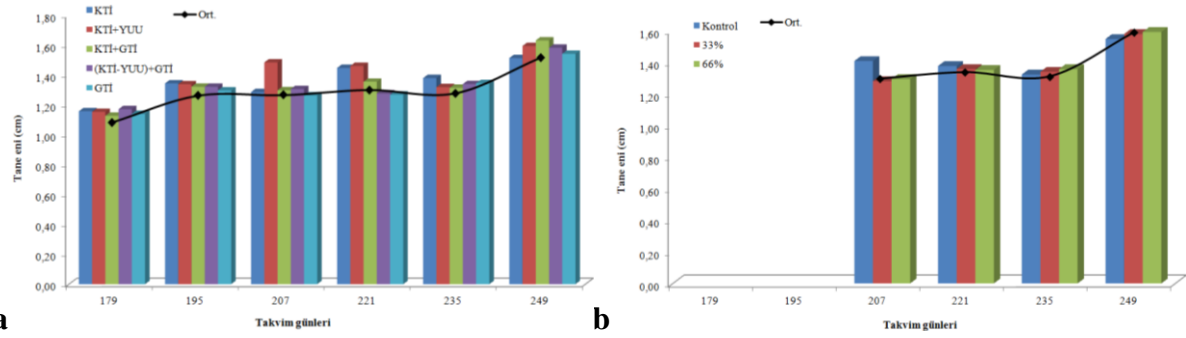 KTİ
KTİ+YUU
KTİ+GTİ
(KTİ-YUU)+GTİ
GTİ
Ort.
1,80
1,60
1,40
1,20
1,00
0,80
0,60
0,40
0,20
0,00
Tane eni (cm)
179 195 207 221 235 249
Takvim günleri
a
Kontrol
33%
66%
Ort.
1,60
1,40
1,20
1,00
0,80
0,60
0,40
0,20
0,00
Tane eni (cm)
179 195 207 221 235 249
Takvim günleri
b